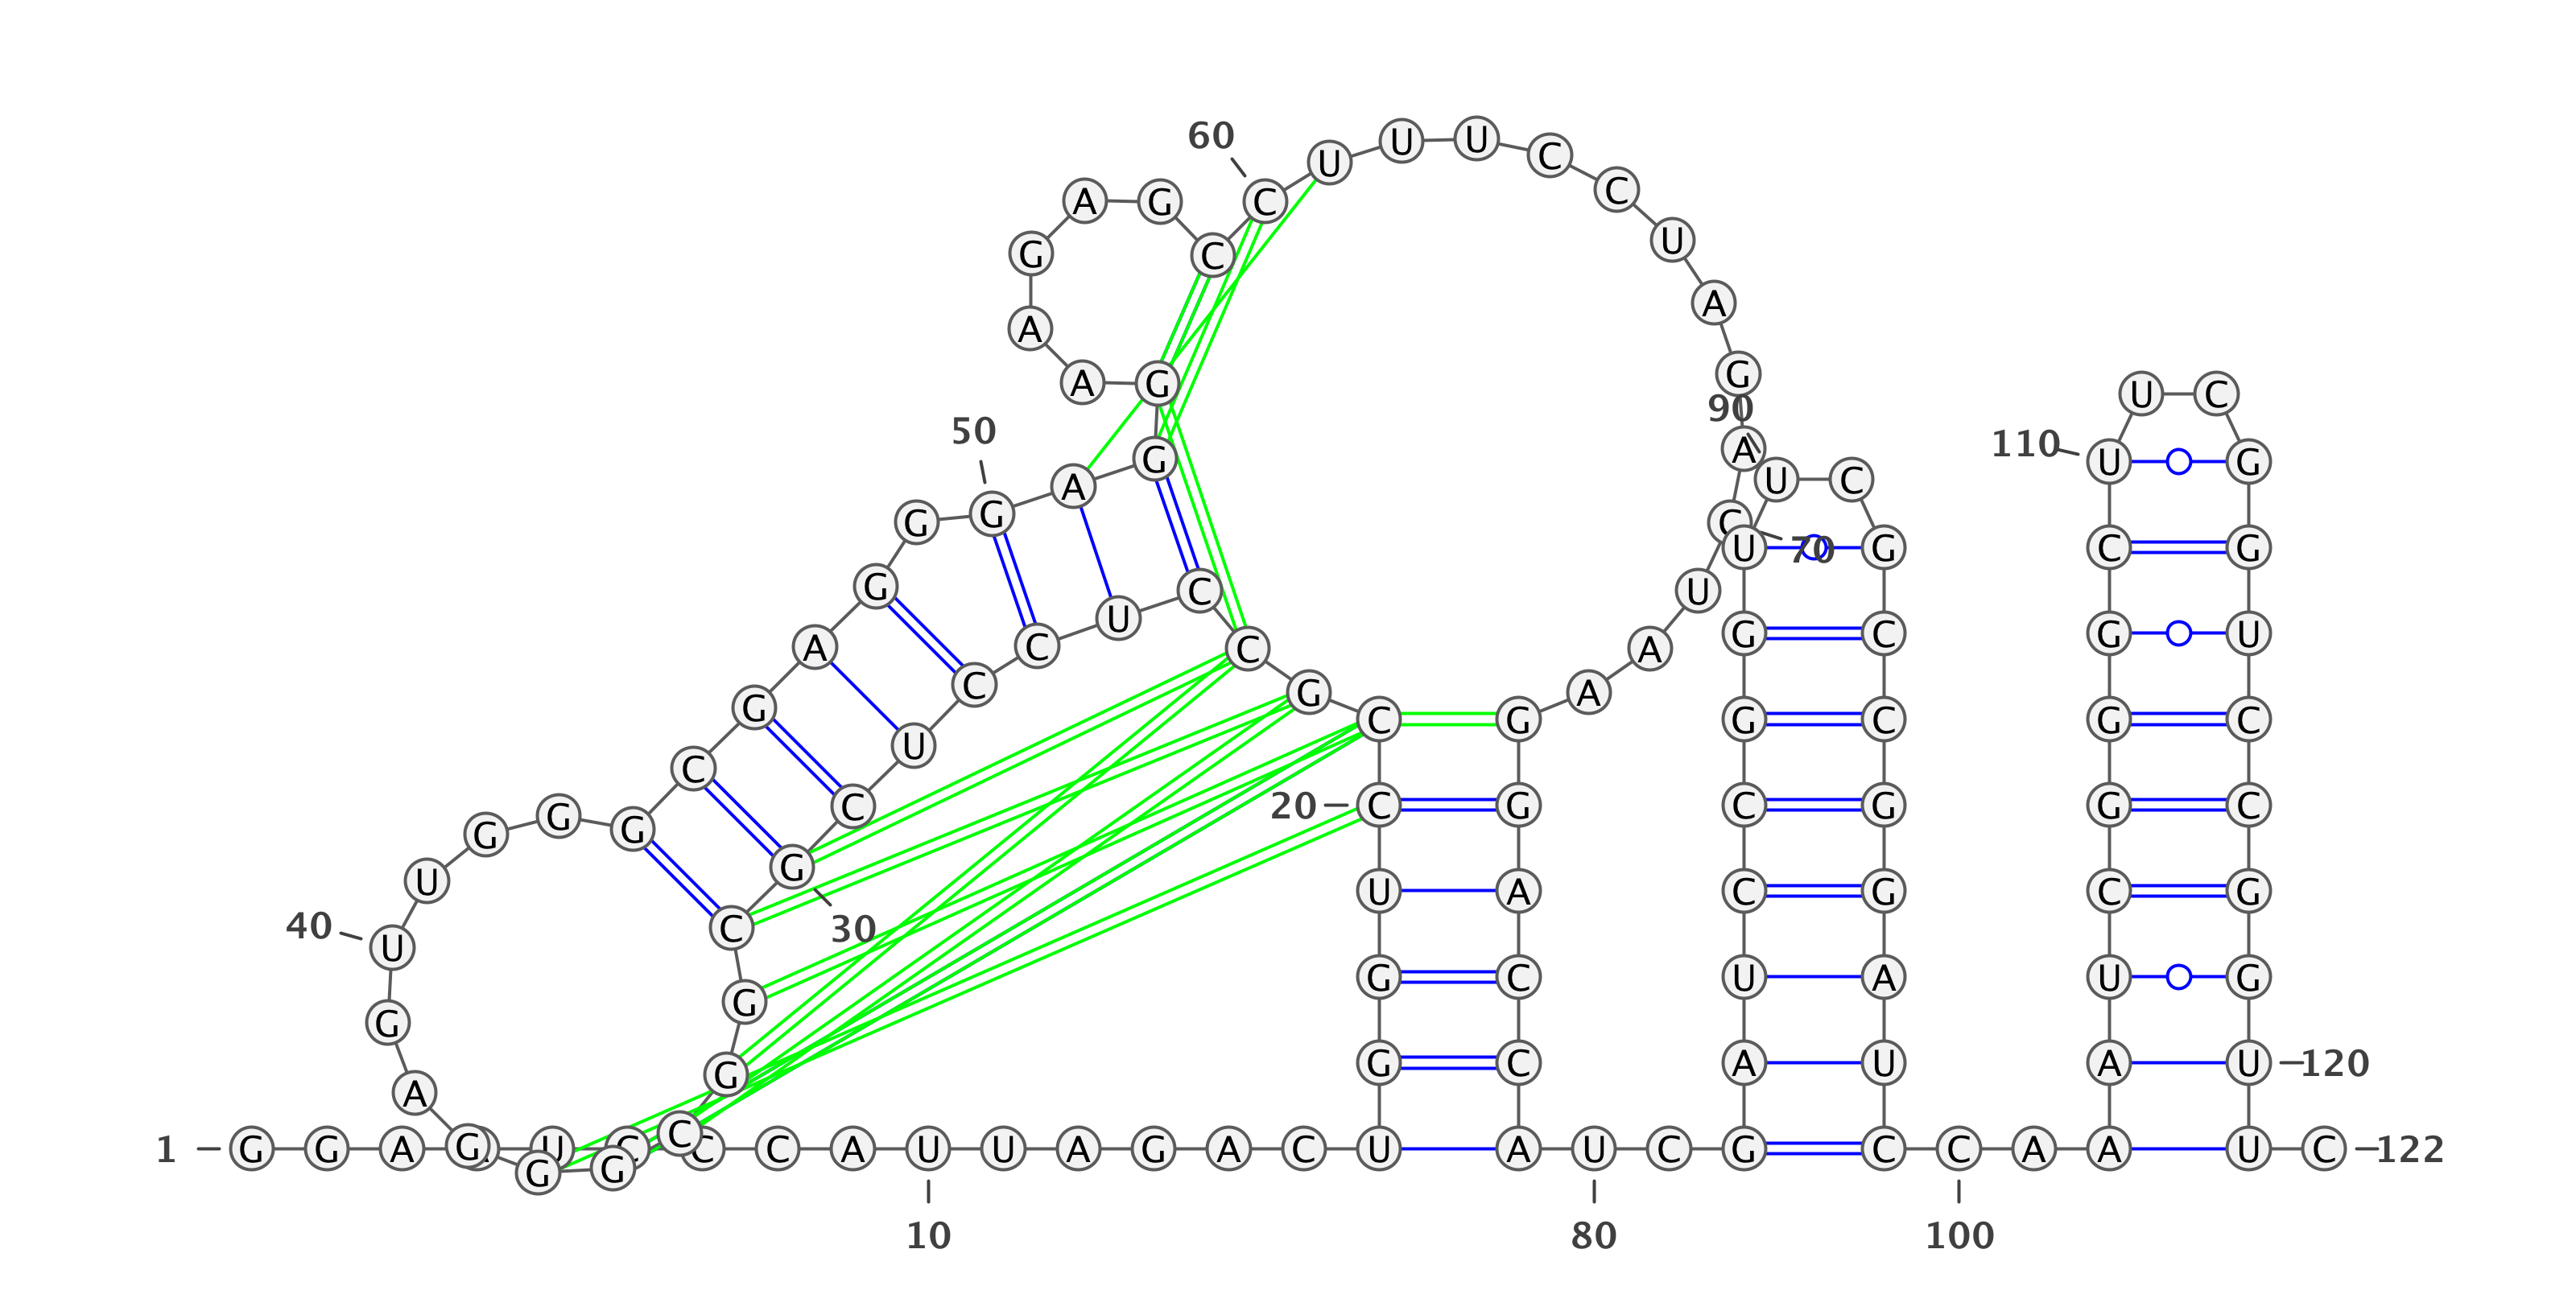 60
U U U C
A G C C
G C U
A
A
A G G U C
90
50 110 U G
G A
A U C
G G C
U 70 G C G
G C U
U G C G U
A C C A
C G A
G C G G C G C
U
C
C 20 C G C G G C
G G G
U G
U A C G C G
40 U C 30
G C U A U G
G G
G G C A U A U 120
A
1 G G A G A U C C C A U U A G A C U A U C G C C A A A U C 122
G G C
10 80 100